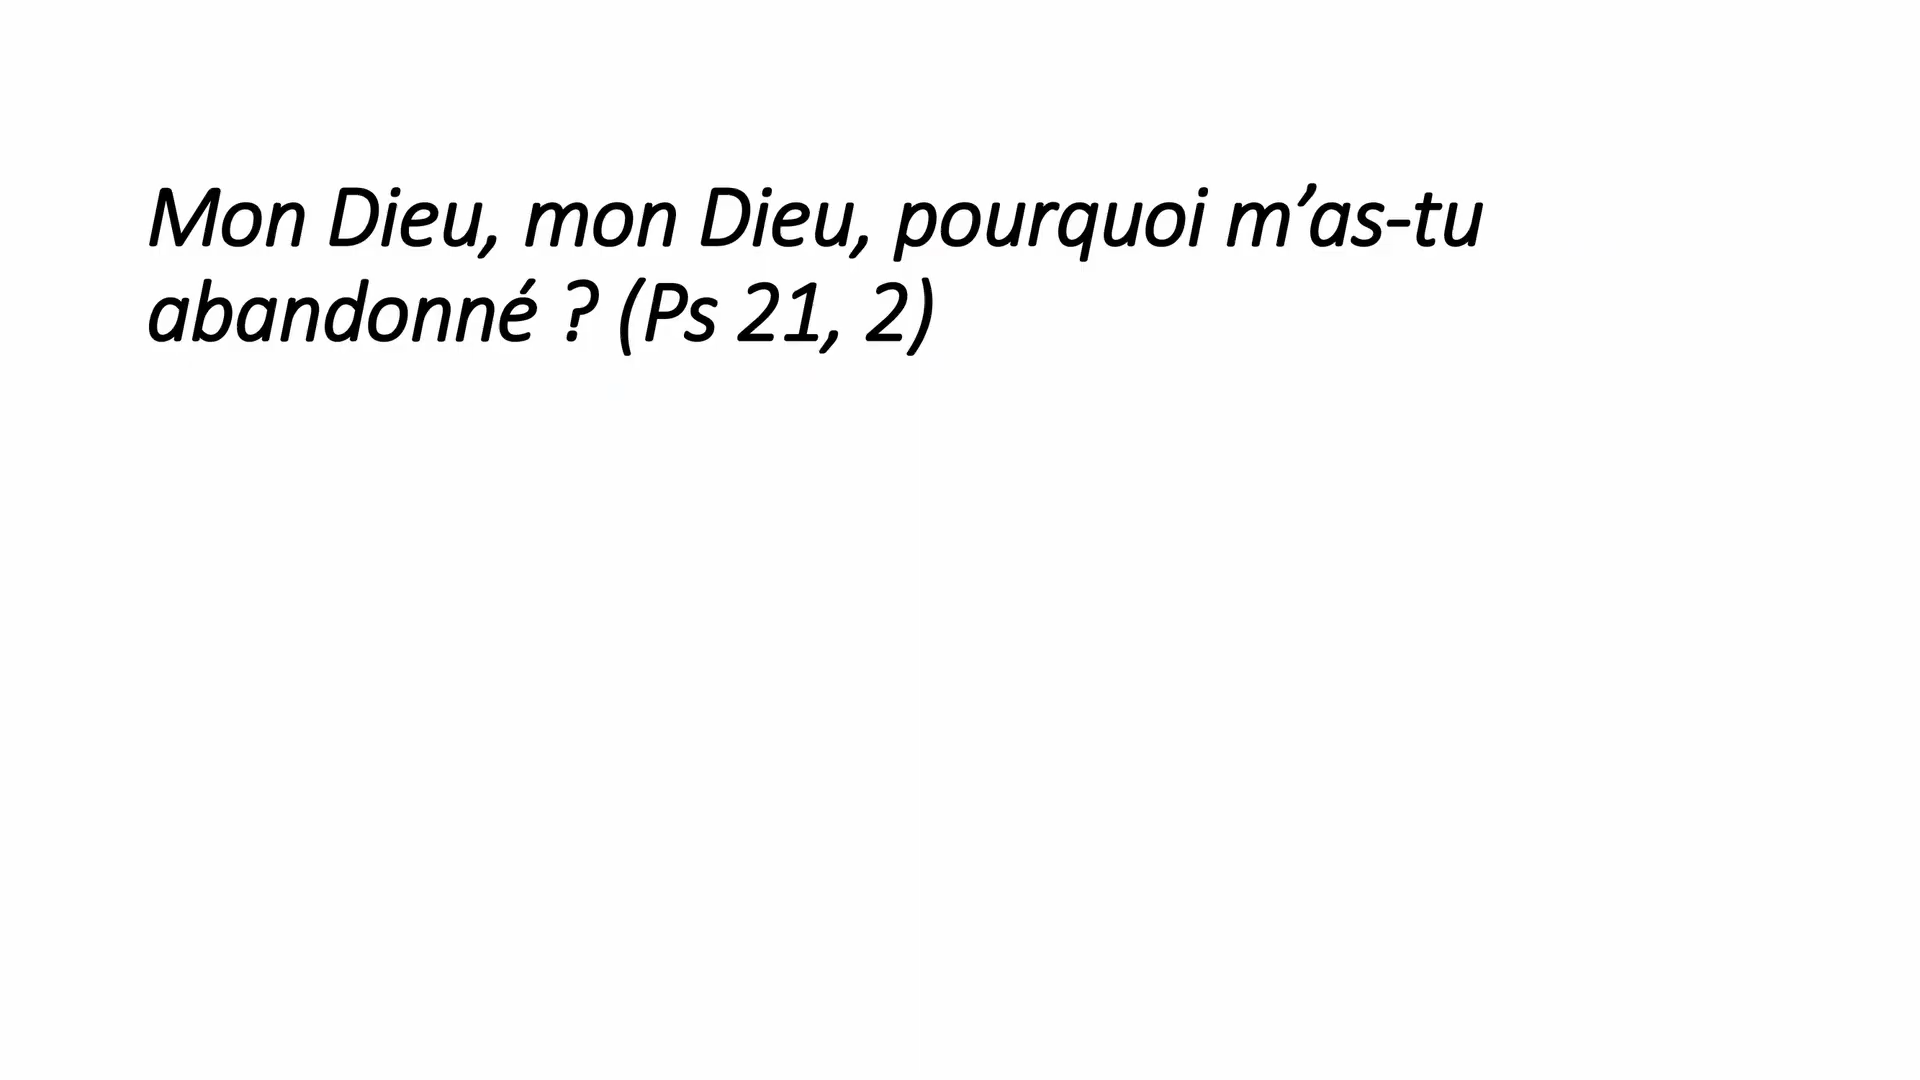 Mon Dieu, mon Dieu, pourquoi m’as-tu
abandonné ? (Ps 21, 2)